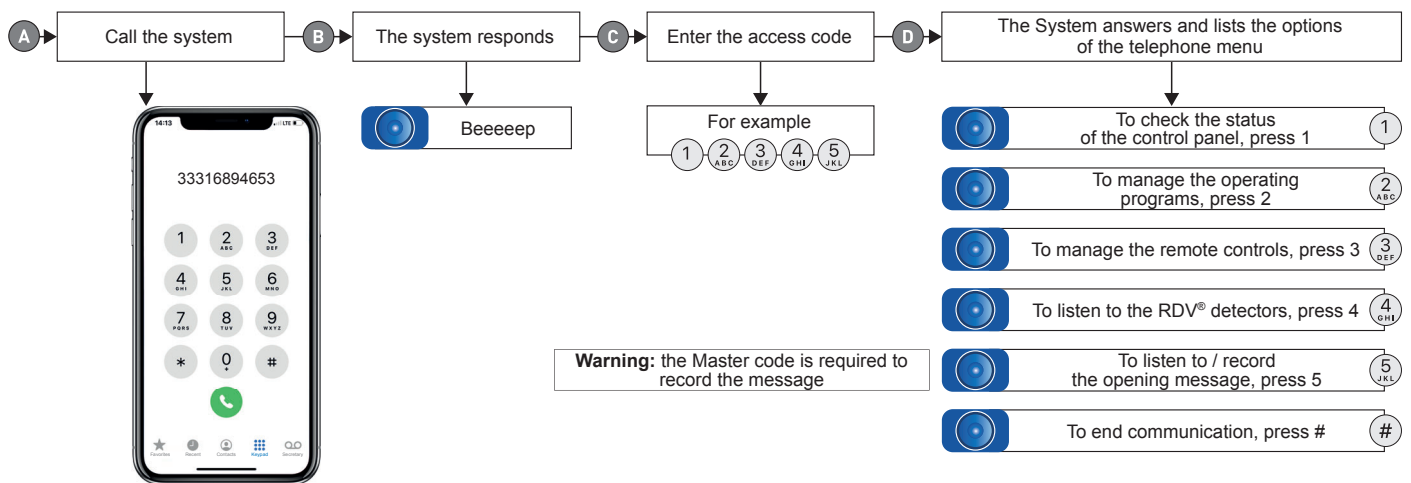 A
Call the system
B
The system responds
C
Enter the access code
D
The System answers and lists the options
of the telephone menu
14:13
LTE
33316894653
1
2
ABC
3
DEF
4
GHI
5
JKL
6
MNO
7
PQRS
8
TUV
9
WXYZ
*
0
+
#
Favorites
Recent
Contacts
Keypad
Secretary
Beeeeep
For example
1
2
ABC
3
DEF
4
GHI
5
JKL
Warning: the Master code is required to
record the message
To check the status
of the control panel, press 1
1
To manage the operating
programs, press 2
2
ABC
To manage the remote controls, press 3
3
DEF
To listen to the RDV® detectors, press 4
4
GHI
To listen to / record
the opening message, press 5
5
JKL
To end communication, press #
#